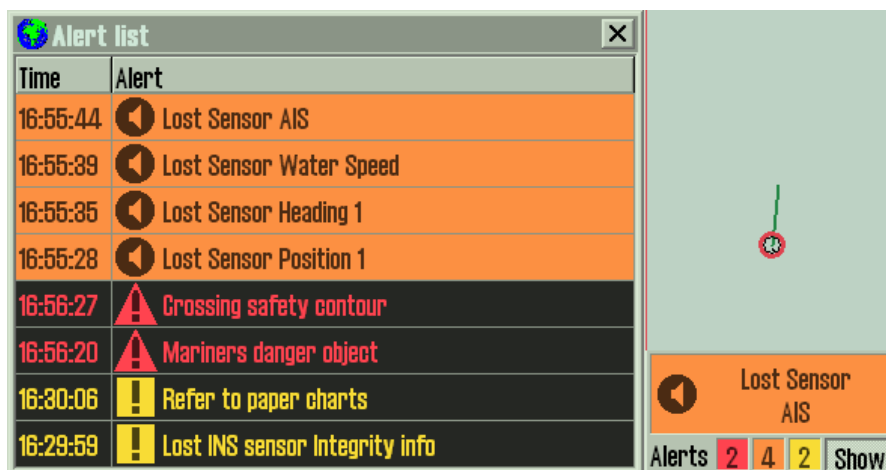 Alert list
Time Alert
16:55:44 Lost Sensor AIS
16:55:39 Lost Sensor Water Speed
16:55:35 Lost Sensor Heading 1
16:55:28 Lost Sensor Position 1
16:56:27 Crossing safety contour
16:56:20 Mariners danger object
16:30:06 Refer to paper charts
16:29:59 Lost INS sensor Integrity info
Lost Sensor
AIS
Alerts 2 4 2 Show